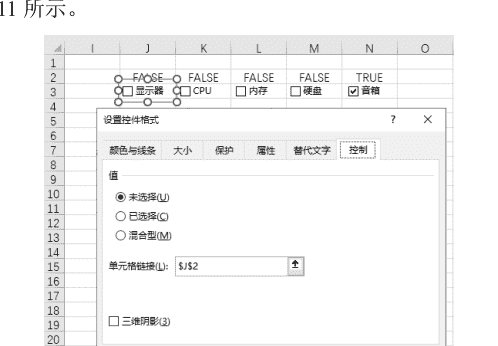 11 所示。
I J K L M N O
1
2 FALSE FALSE FALSE FALSE TRUE
3 显示器 CPU 内存 硬盘 音箱
4
5 设置控件格式 ? ×
6
7 颜色与线条 大小 保护 属性 替代文字 控制
8
9 值
10 未选择(U)
11 已选择(C)
12
13 混合型(M)
14
15 单元格链接(L): $J$2
16
17
18
19 三维阴影(3)
20